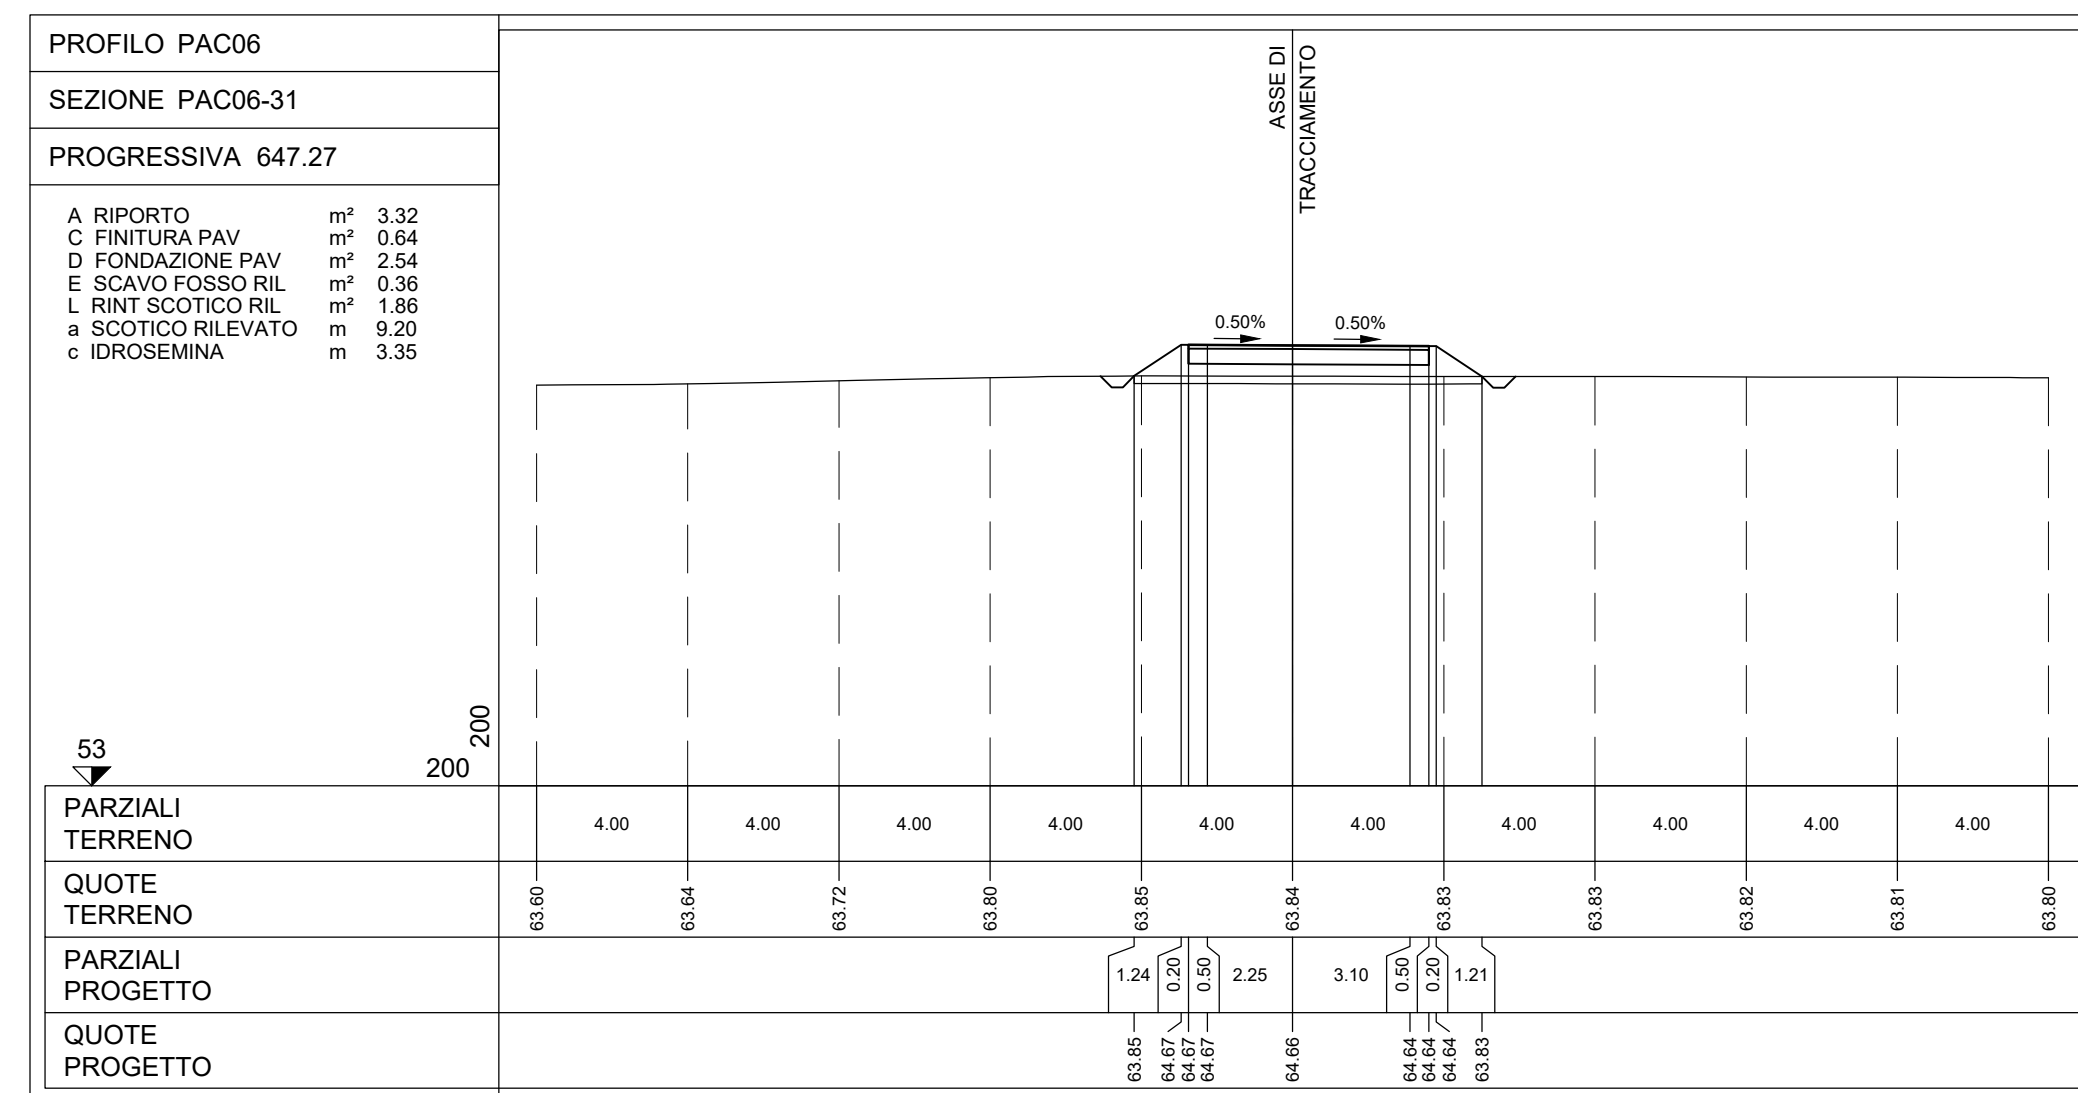 PROFILO PAC06
SEZIONE PAC06-31
PROGRESSIVA 647.27
A RIPORTO m² 3.32
C FINITURA PAV m² 0.64
D FONDAZIONE PAV m² 2.54
E SCAVO FOSSO RIL m² 0.36
L RINT SCOTICO RIL m² 1.86
a SCOTICO RILEVATO m 9.20
c IDROSEMINA m 3.35
ASSE DI
TRACCIAMENTO
0.50% 0.50%
53
200
200
PARZIALI
TERRENO
4.00 4.00 4.00 4.00 4.00 4.00 4.00 4.00 4.00 4.00
QUOTE
TERRENO
63.60 63.64 63.72 63.80 63.85 63.84 63.83 63.83 63.82 63.81 63.80
PARZIALI
PROGETTO
1.24 0.20 0.50 2.25 3.10 0.50 0.20 1.21
QUOTE
PROGETTO
63.85 64.67 64.67 64.67 64.66 64.64 64.64 64.64 63.83